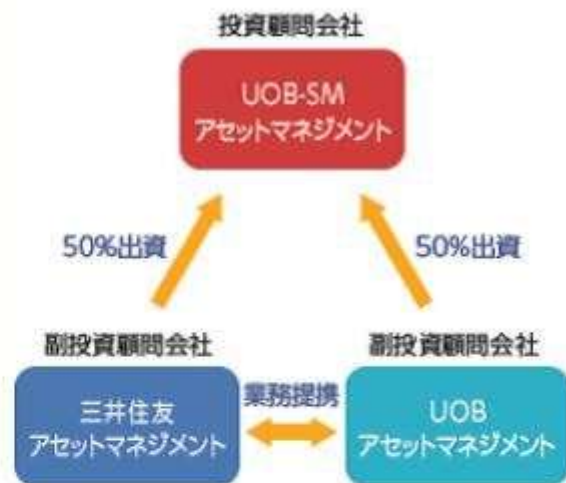 投資顧問会社
UOB-SM
アセットマネジメント
50%出資
50%出資
副投資顧問会社
副投資顧問会社
三井住友
アセットマネジメント
業務提携
UOB
アセットマネジメント